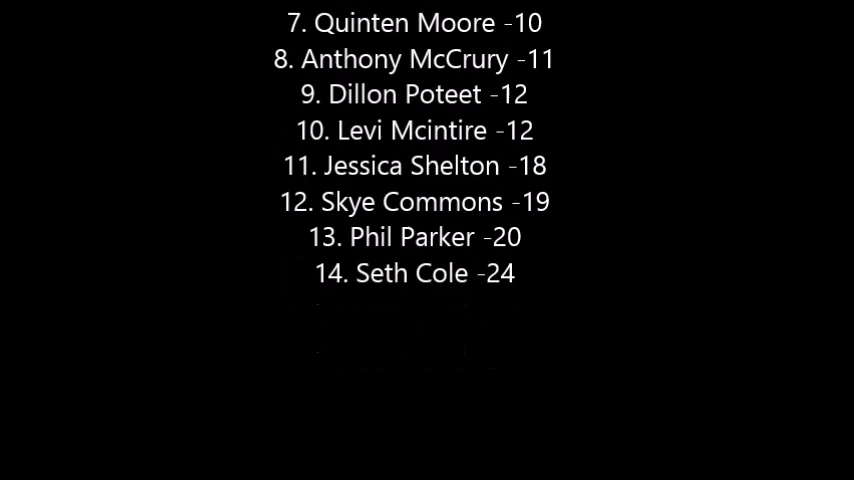 7. Quinten Moore -10
8. Anthony McCrury -11
9. Dillon Poteet -12
10. Levi Mcintire -12
11. Jessica Shelton -18
12. Skye Commons -19
13. Phil Parker -20
14. Seth Cole -24